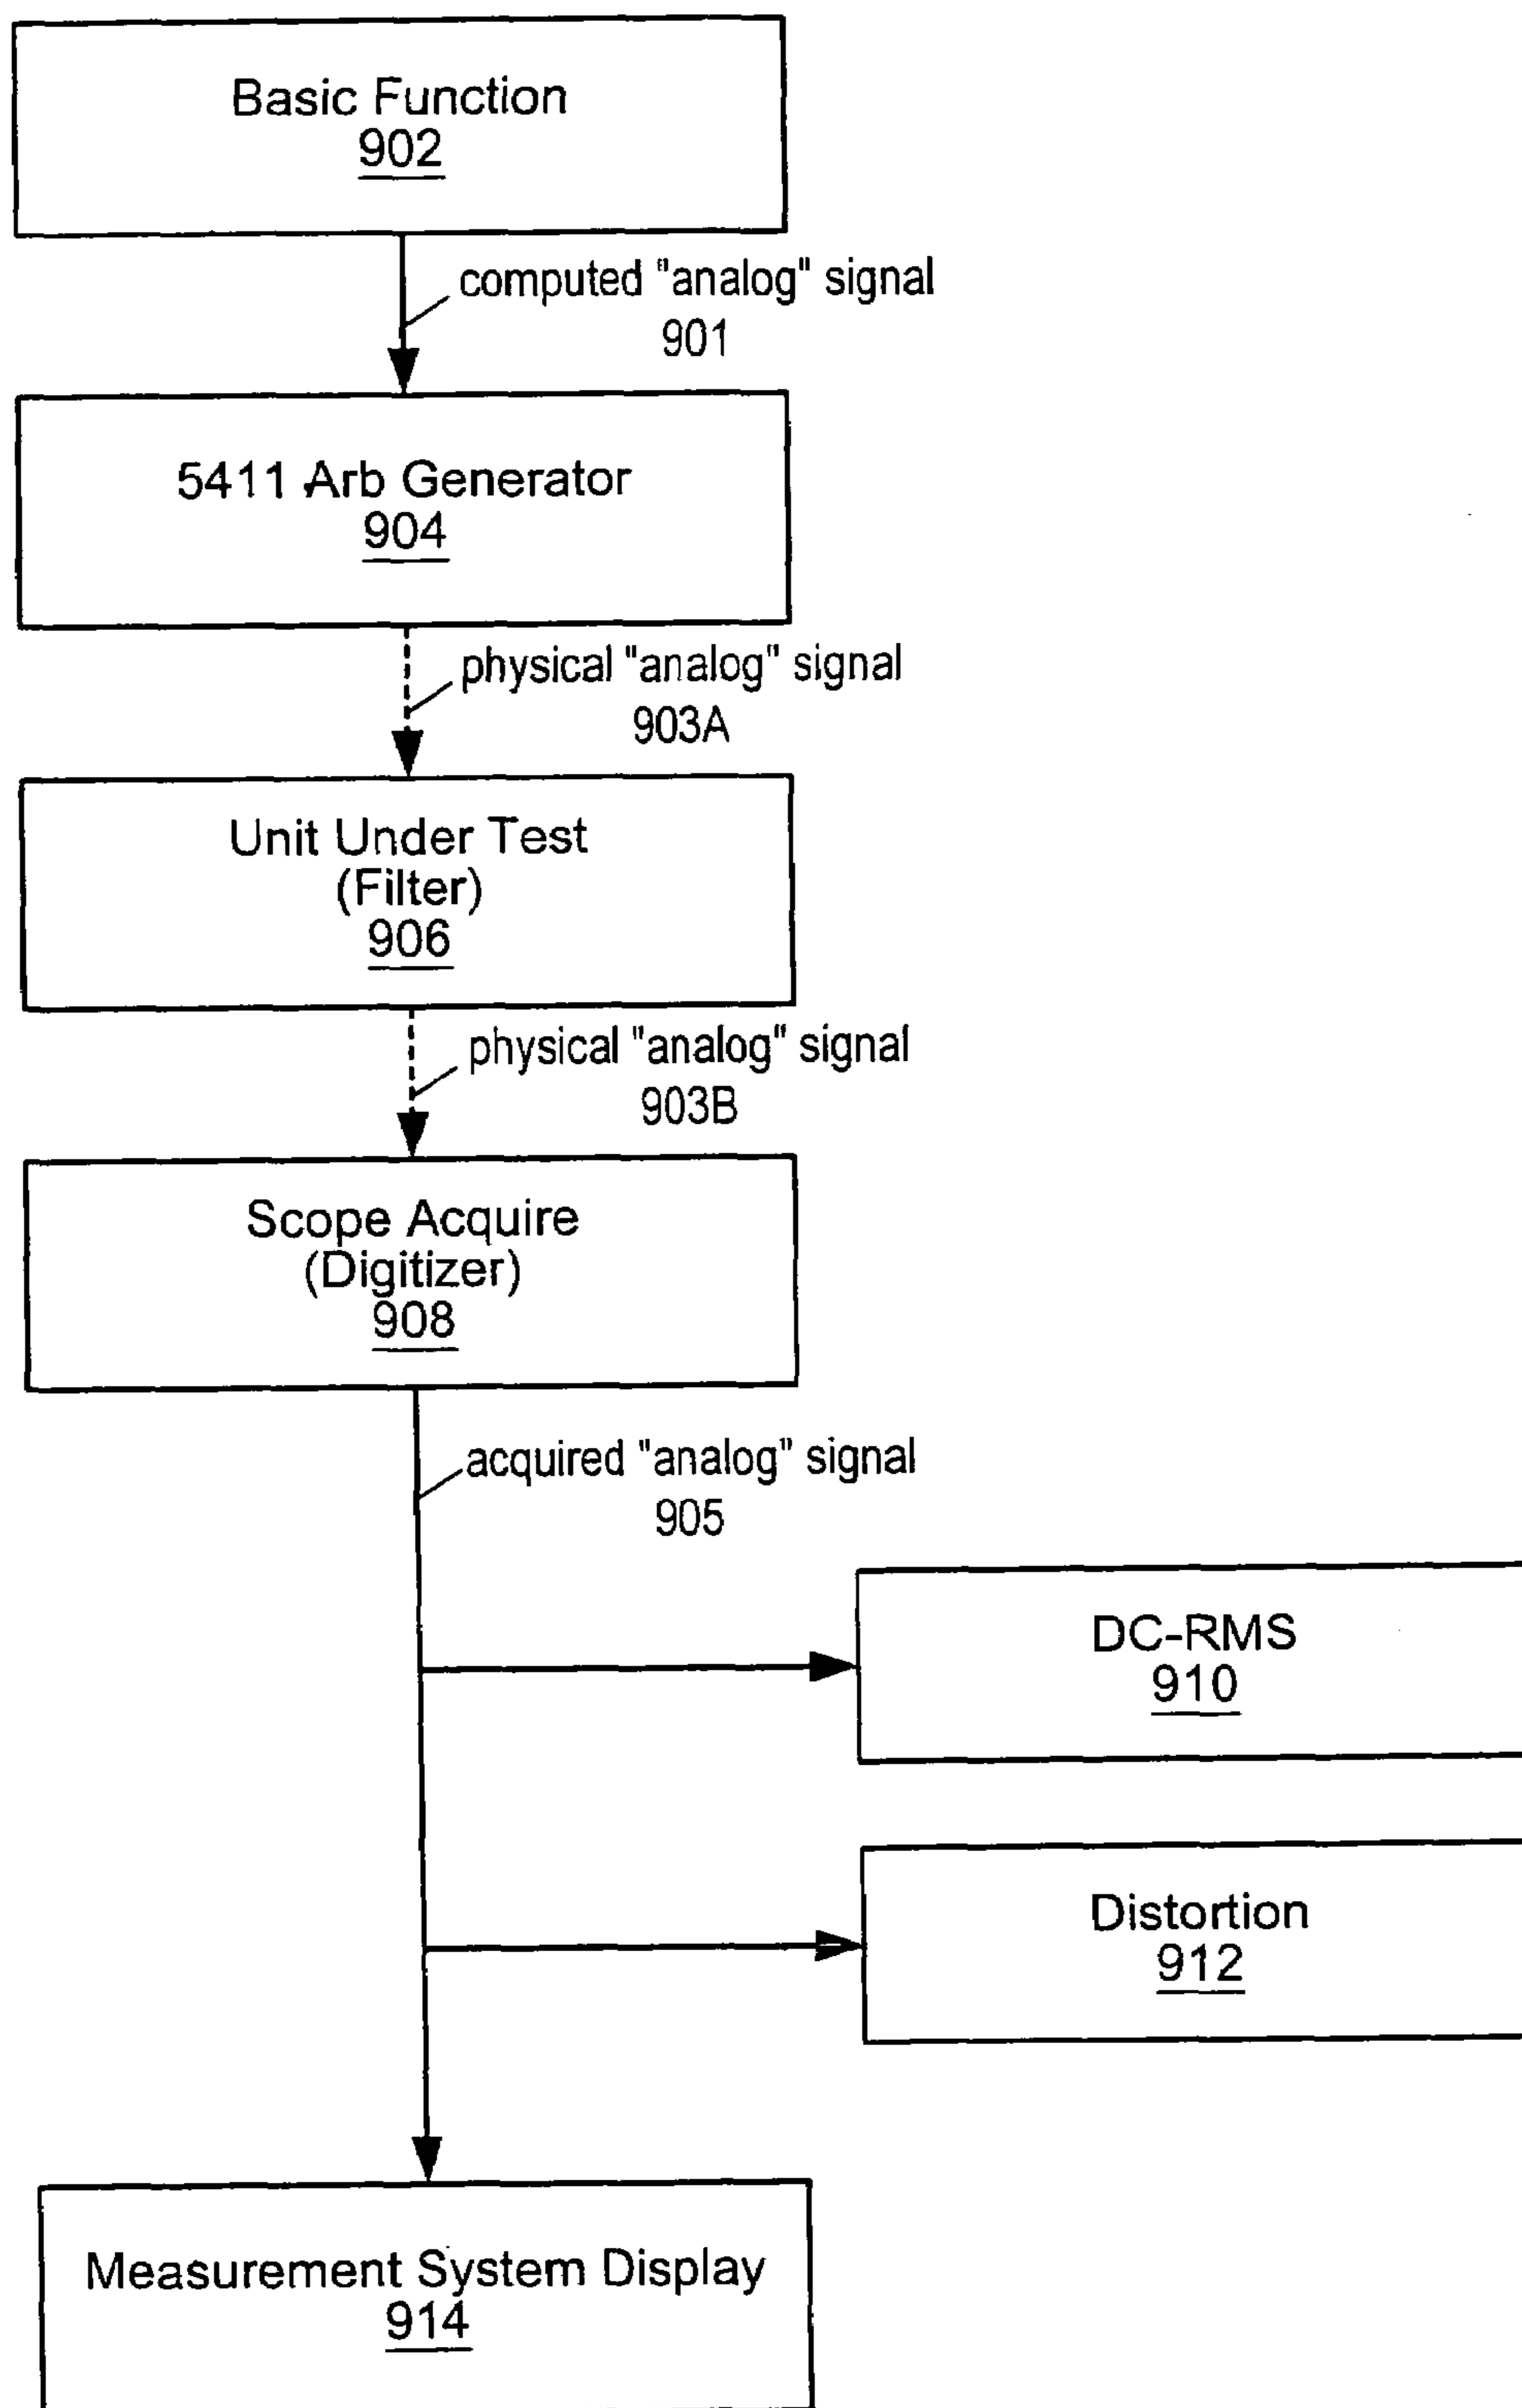 Basic Function
902
computed "analog" signal
901
5411 Arb Generator
904
physical "analog" signal
903A
Unit Under Test
(Filter)
906
physical "analog" signal
903B
Scope Acquire
(Digitizer)
908
acquired "analog" signal
905
DC-RMS
910
Distortion
912
Measurement System Display
914